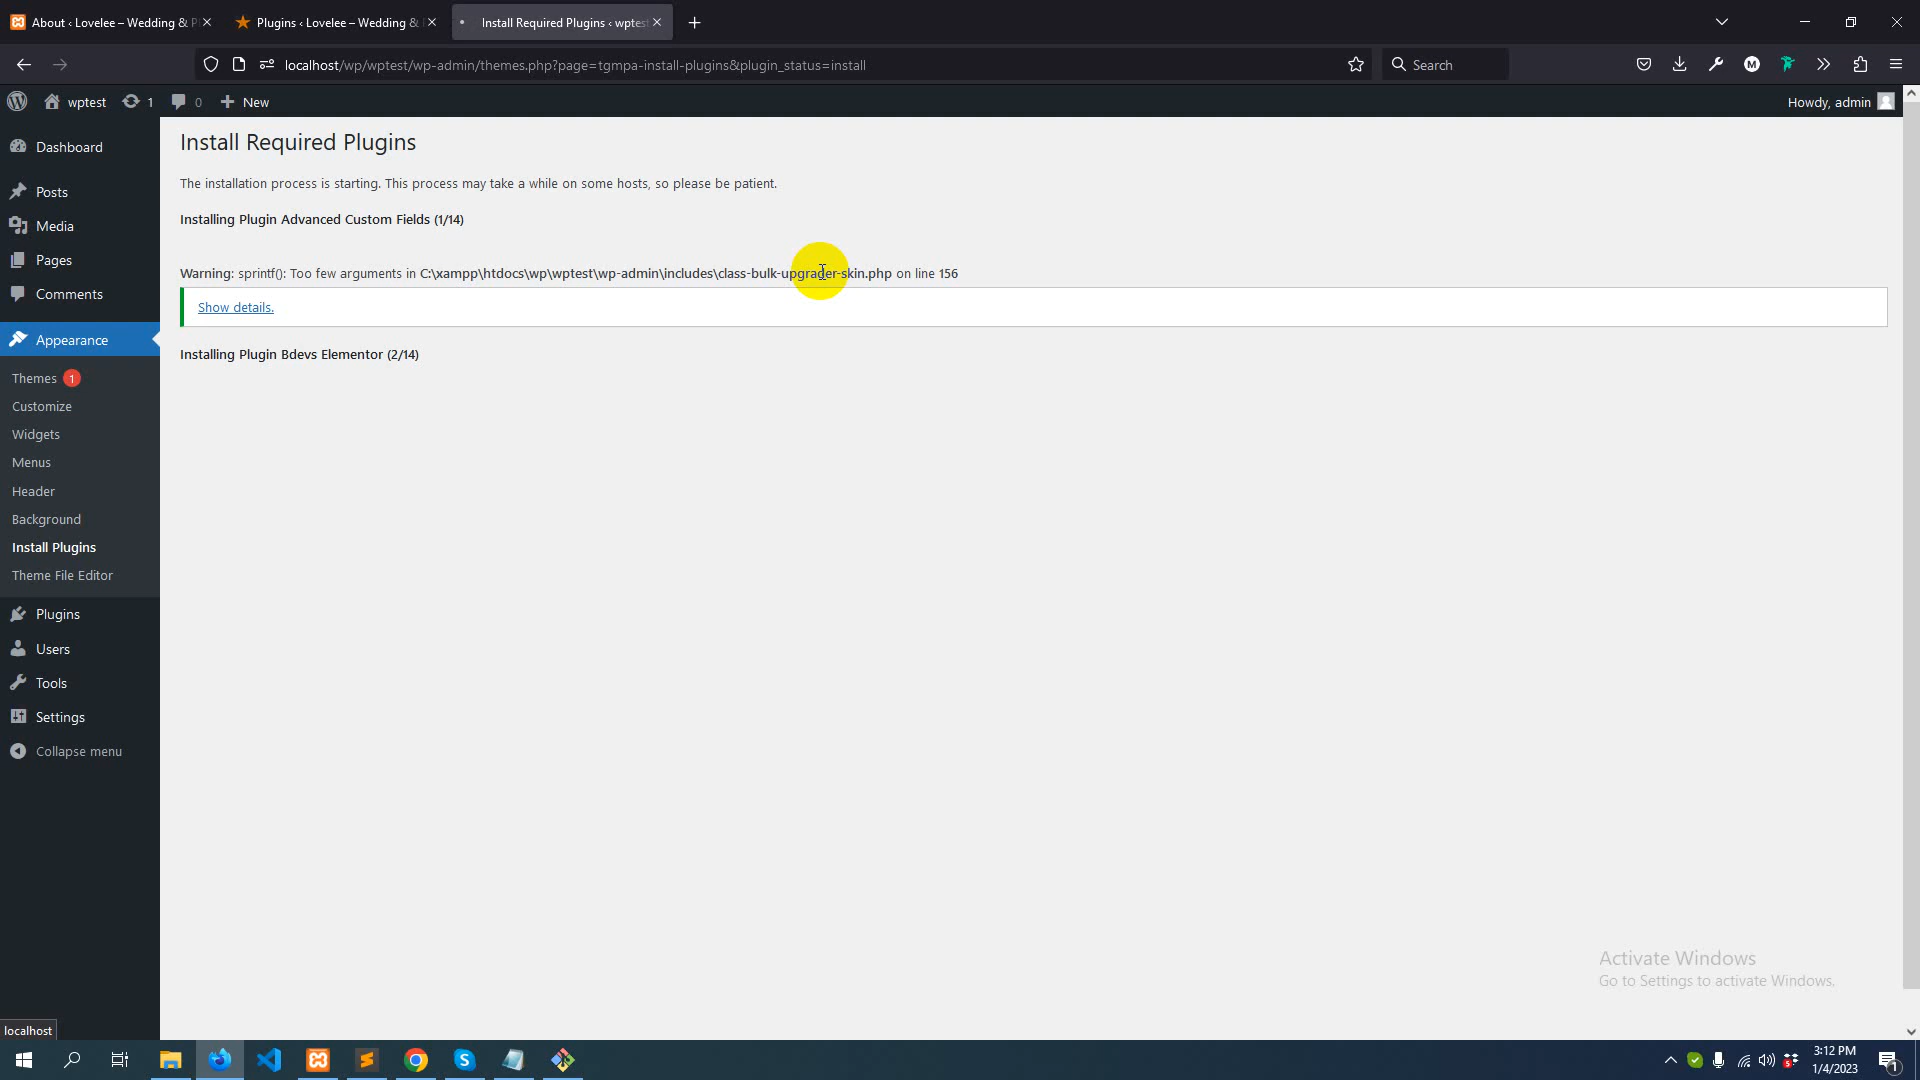 About ‹ Lovelee – Wedding & P
Plugins ‹ Lovelee – Wedding &
Install Required Plugins ‹ wptes
localhost/wp/wptest/wp-admin/themes.php?page=tgmpa-install-plugins&plugin_status=install
Search
wptest
1
0
New
Howdy, admin
Dashboard
Posts
Media
Pages
Comments
Appearance
Themes 1
Customize
Widgets
Menus
Header
Background
Install Plugins
Theme File Editor
Plugins
Users
Tools
Settings
Collapse menu
Install Required Plugins
The installation process is starting. This process may take a while on some hosts, so please be patient.
Installing Plugin Advanced Custom Fields (1/14)
Warning: sprintf(): Too few arguments in C:\xampp\htdocs\wp\wptest\wp-admin\includes\class-bulk-upgrader-skin.php on line 156
Show details.
Installing Plugin Bdevs Elementor (2/14)
Activate Windows
Go to Settings to activate Windows.
localhost
3:12 PM
1/4/2023
1